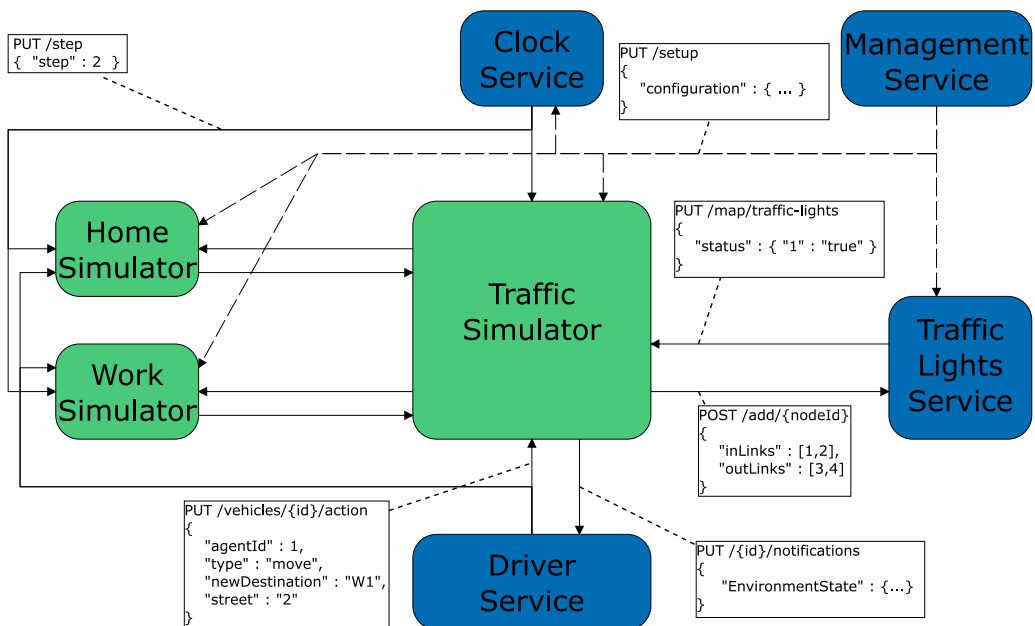 PUT /step
{ "step" : 2 }
Clock
Service
PUT /setup
{
"configuration" : { ... }
}
Management
Service
Home
Simulator
Traffic
Simulator
PUT /map/traffic-lights
{
"status" : { "1" : "true" }
}
Work
Simulator
Traffic
Lights
Service
POST /add/{nodeId}
{
"inLinks" : [1,2],
"outLinks" : [3,4]
}
PUT /vehicles/{id}/action
{
"agentId" : 1,
"type" : "move",
"newDestination" : "W1",
"street" : "2"
}
Driver
Service
PUT /{id}/notifications
{
"EnvironmentState" : {...}
}